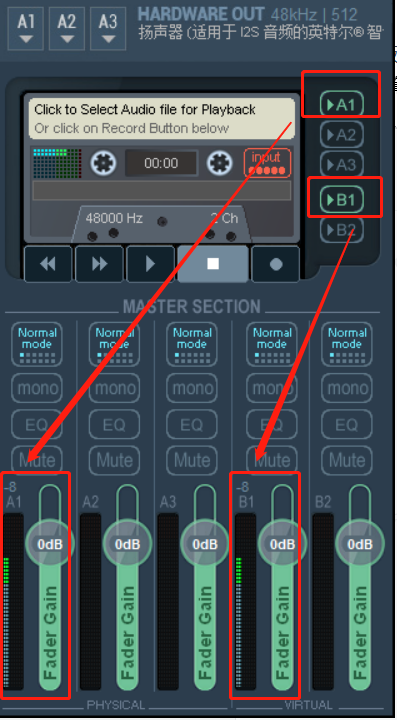 A1 A2 A3 HARDWARE OUT 48kHz | 512
扬声器 (适用于 I2S 音频的英特尔® 智
Click to Select Audio file for Playback
Or click on Record Button below
00:00 input
48000 Hz 2 Ch
A1
A2
A3
B1
B2
MASTER SECTION
Normal mode Normal mode Normal mode Normal mode Normal mode
mono mono mono mono mono
EQ EQ EQ EQ EQ
Mute Mute Mute Mute Mute
-8 -8
A1 A2 A3 B1 B2
0dB 0dB 0dB 0dB 0dB
Fader Gain Fader Gain Fader Gain Fader Gain Fader Gain
PHYSICAL VIRTUAL